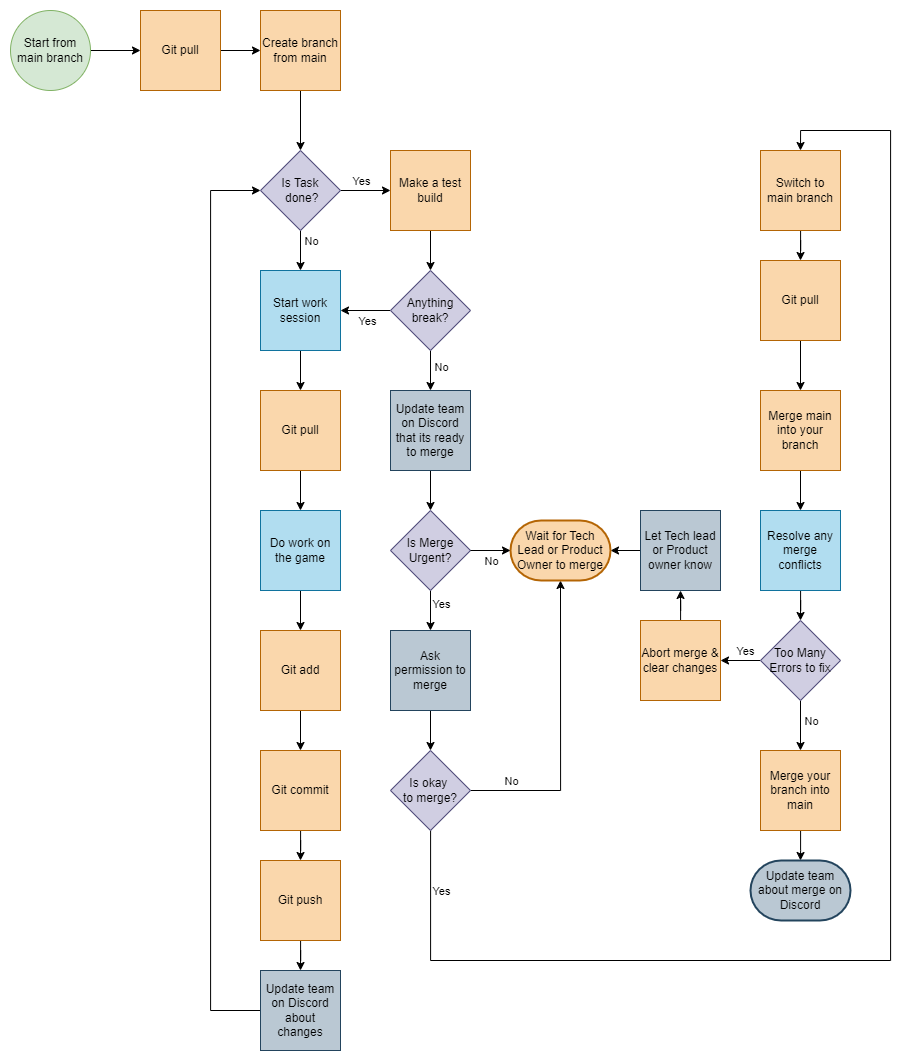 Start from
main branch
Git pull
Create branch
from main
Is Task
done?
Yes
Make a test
build
Switch to
main branch
No
Start work
session
Yes
Anything
break?
Git pull
No
Git pull
Update team
on Discord
that its ready
to merge
Merge main
into your
branch
Do work on
the game
Is Merge
Urgent?
No
Wait for Tech
Lead or Product
Owner to merge
Let Tech lead
or Product
owner know
Resolve any
merge
conflicts
Yes
Git add
Ask
permission to
merge
Abort merge &
clear changes
Yes
Too Many
Errors to fix
No
Git commit
Is okay
to merge?
No
Merge your
branch into
main
Git push
Yes
Update team
about merge on
Discord
Update team
on Discord
about
changes